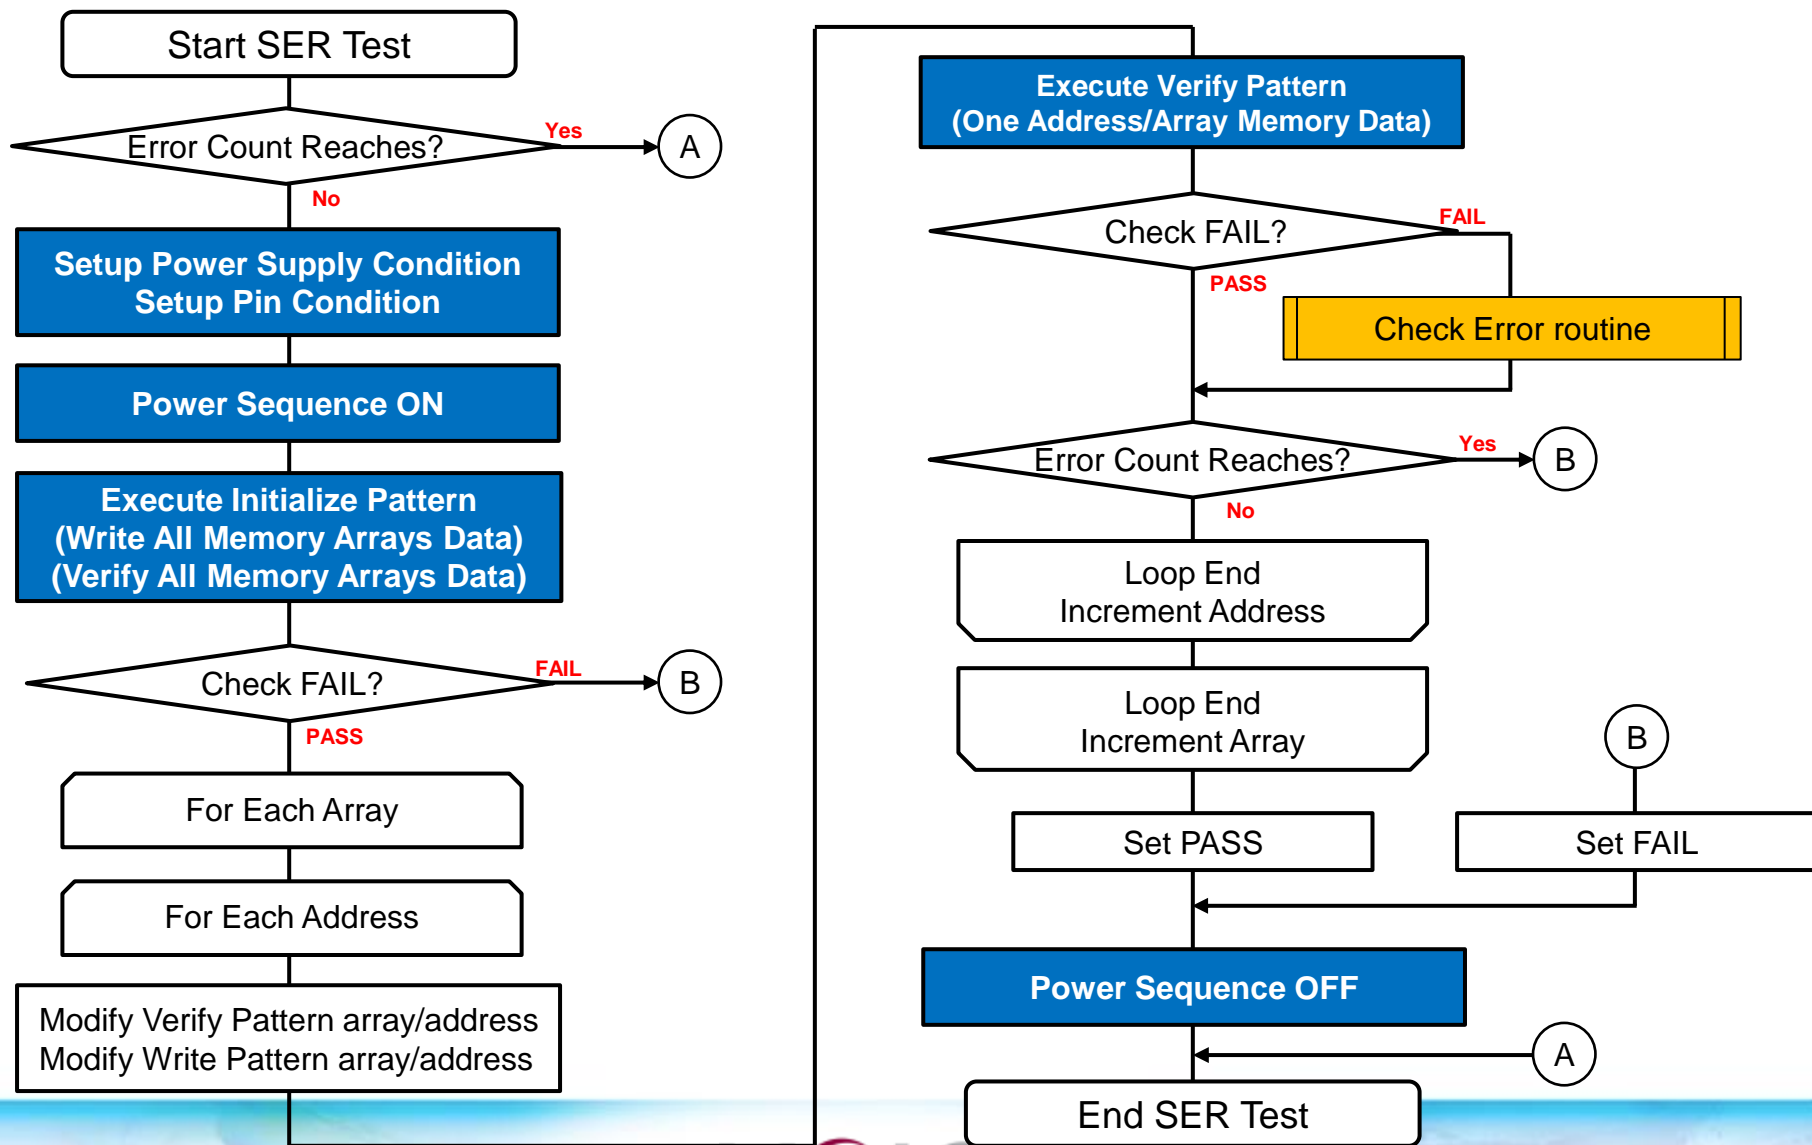 Start SER Test
Error Count Reaches?
Yes
A
No
Setup Power Supply Condition
Setup Pin Condition
Power Sequence ON
Execute Initialize Pattern
(Write All Memory Arrays Data)
(Verify All Memory Arrays Data)
Check FAIL?
FAIL
B
PASS
For Each Array
For Each Address
Modify Verify Pattern array/address
Modify Write Pattern array/address
Execute Verify Pattern
(One Address/Array Memory Data)
Check FAIL?
FAIL
PASS
Check Error routine
Error Count Reaches?
Yes
B
No
Loop End
Increment Address
Loop End
Increment Array
B
Set PASS
Set FAIL
Power Sequence OFF
A
End SER Test